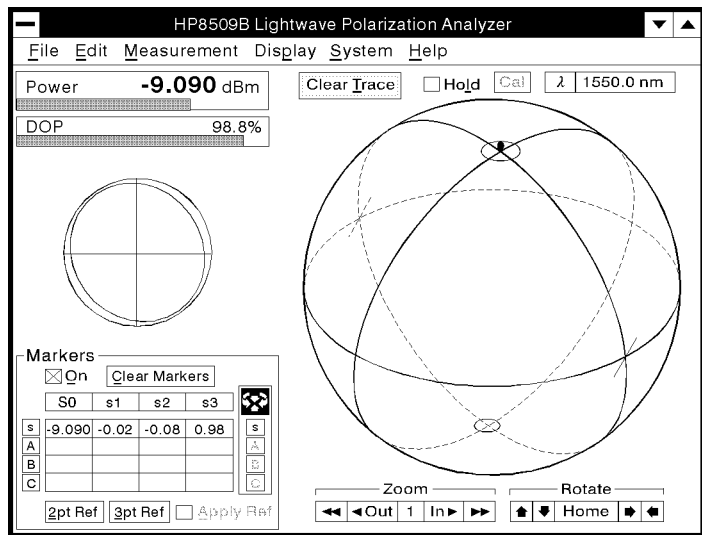 HP8509B Lightwave Polarization Analyzer
File Edit Measurement Display System Help
Power -9.090 dBm
Clear Trace Hold Cal λ 1550.0 nm
DOP 98.8%
Markers
On Clear Markers
S0 s1 s2 s3
s -9.090 -0.02 -0.08 0.98 s
A A
B B
C C
2pt Ref 3pt Ref Apply Ref
Zoom Rotate
Out 1 In Home